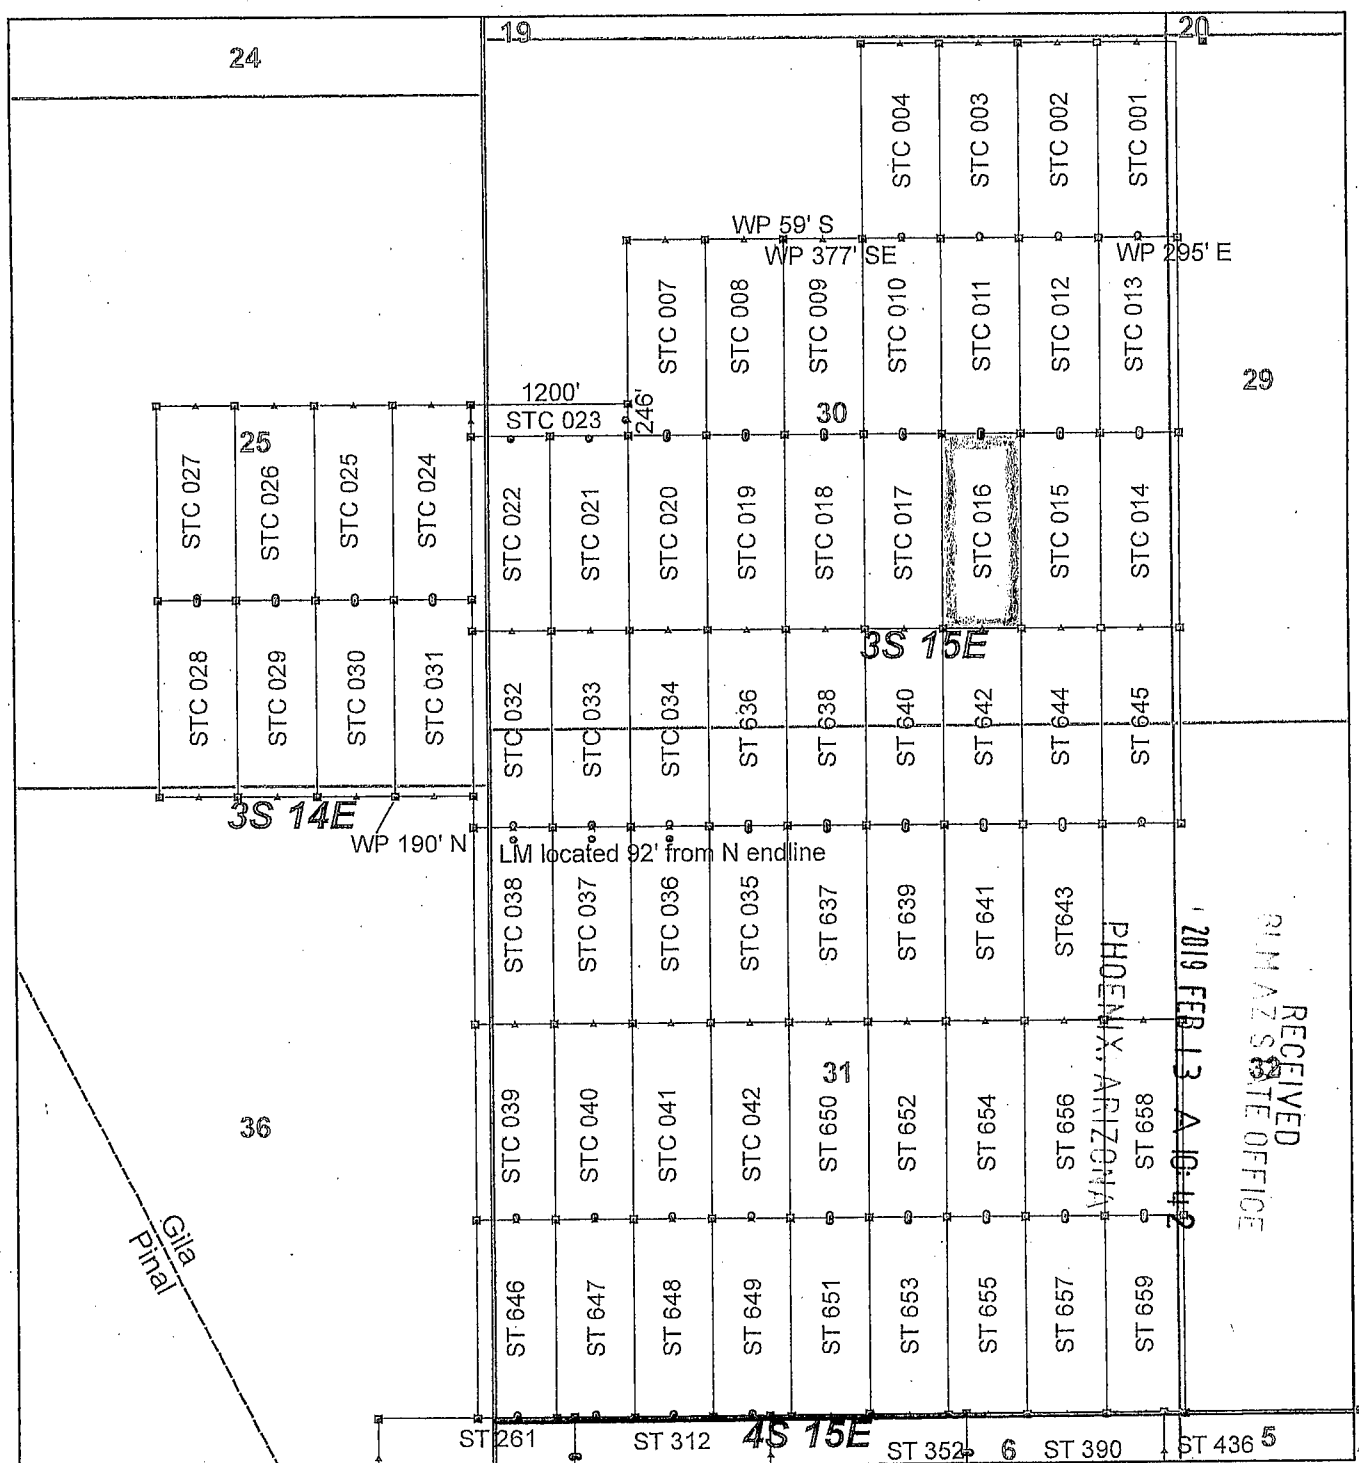 24
19
20
STC 004
STC 003
STC 002
STC 001
WP 59' S
WP 377' SE
WP 295' E
STC 007
STC 008
STC 009
STC 010
STC 011
STC 012
STC 013
29
1200'
STC 023
246'
30
25
STC 027
STC 026
STC 025
STC 024
STC 022
STC 021
STC 020
STC 019
STC 018
STC 017
STC 016
STC 015
STC 014
3S 15E
STC 028
STC 029
STC 030
STC 031
STC 032
STC 033
STC 034
ST 636
ST 638
ST 640
ST 642
ST 644
ST 645
3S 14E
WP 190' N
LM located 92' from N endline
STC 038
STC 037
STC 036
STC 035
ST 637
ST 639
ST 641
ST643
RECEIVED
BLM AZ STATE OFFICE
2019 FEB 13 A 10:42
PHOENIX, ARIZONA
31
32
36
STC 039
STC 040
STC 041
STC 042
ST 650
ST 652
ST 654
ST 656
ST 658
Gila
Pinal
ST 646
ST 647
ST 648
ST 649
ST 651
ST 653
ST 655
ST 657
ST 659
4S 15E
ST 261
ST 312
ST 352
6
ST 390
ST 436
5